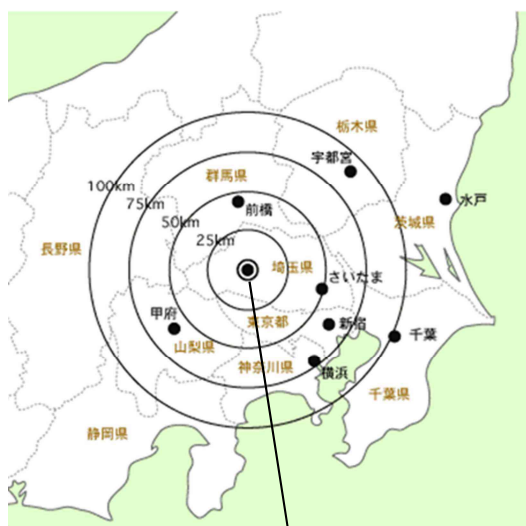 栃木県
宇都宮
100km
群馬県
75km
水戸
前橋
50km
茨城県
25km
長野県
埼玉県
さいたま
甲府
東京都
新宿
千葉
山梨県
神奈川県
横浜
千葉県
静岡県